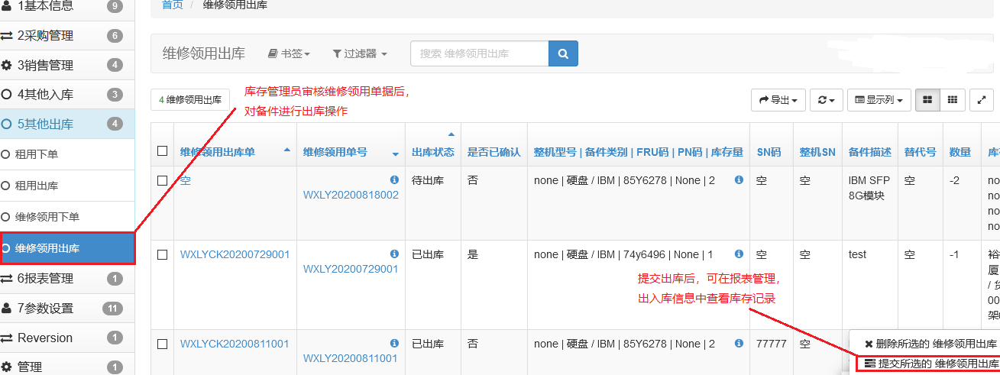 1基本信息 9
首页 / 维修领用出库
2采购管理 6
3销售管理 4
4其他入库 3
5其他出库 4
租用下单
租用出库
维修领用下单
维修领用出库
6报表管理 1
7参数设置 11
Reversion 1
管理 1
维修领用出库 书签 过滤器 搜索 维修领用出库
库存管理员审核维修领用单据后，
对备件进行出库操作
4 维修领用出库 导出 显示列
维修领用出库单 维修领用单号 出库状态 是否已确认 整机型号 | 备件类别 | FRU码 | PN码 | 库存量 SN码 整机SN 备件描述 替代号 数量 库
空 WXLY20200818002 待出库 否 none | 硬盘 / IBM | 85Y6278 | None | 2 空 空 IBM SFP 空 -2 no
8G模块 no
no
no
WXLYCK20200729001 WXLY20200729001 已出库 是 none | 硬盘 / IBM | 74y6496 | None | 1 空 空 test 空 -1 裕
厦
/ 货
00
架
提交出库后，可在报表管理，
出入库信息中查看库存记录
WXLYCK20200811001 WXLY20200811001 已出库 否 none | 硬盘 / IBM | 85Y6278 | None | 2 77777 空
删除所选的 维修领用出库
提交所选的 维修领用出库